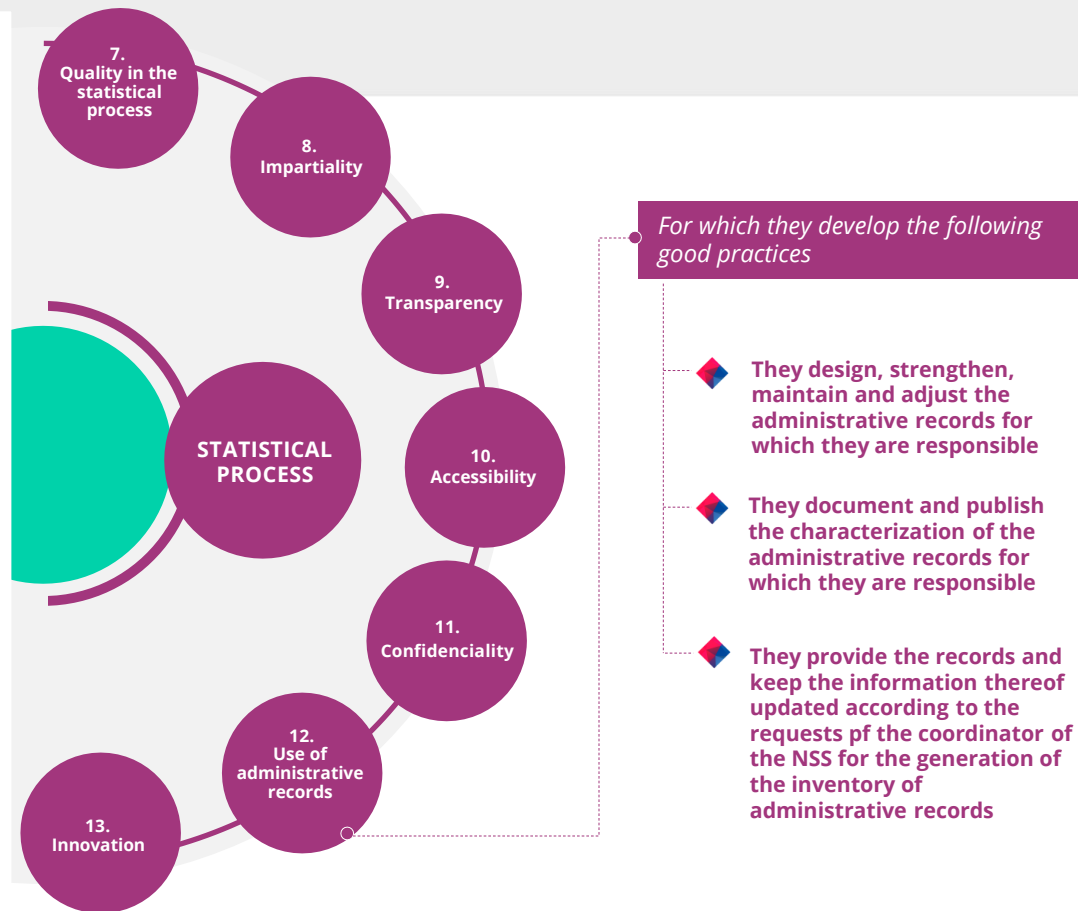 7.
Quality in the
statistical
process
8.
Impartiality
9.
Transparency
STATISTICAL
PROCESS
10.
Accessibility
11.
Confidenciality
12.
Use of
administrative
records
13.
Innovation
For which they develop the following
good practices
They design, strengthen,
maintain and adjust the
administrative records for
which they are responsible
They document and publish
the characterization of the
administrative records for
which they are responsible
They provide the records and
keep the information thereof
updated according to the
requests pf the coordinator of
the NSS for the generation of
the inventory of
administrative records